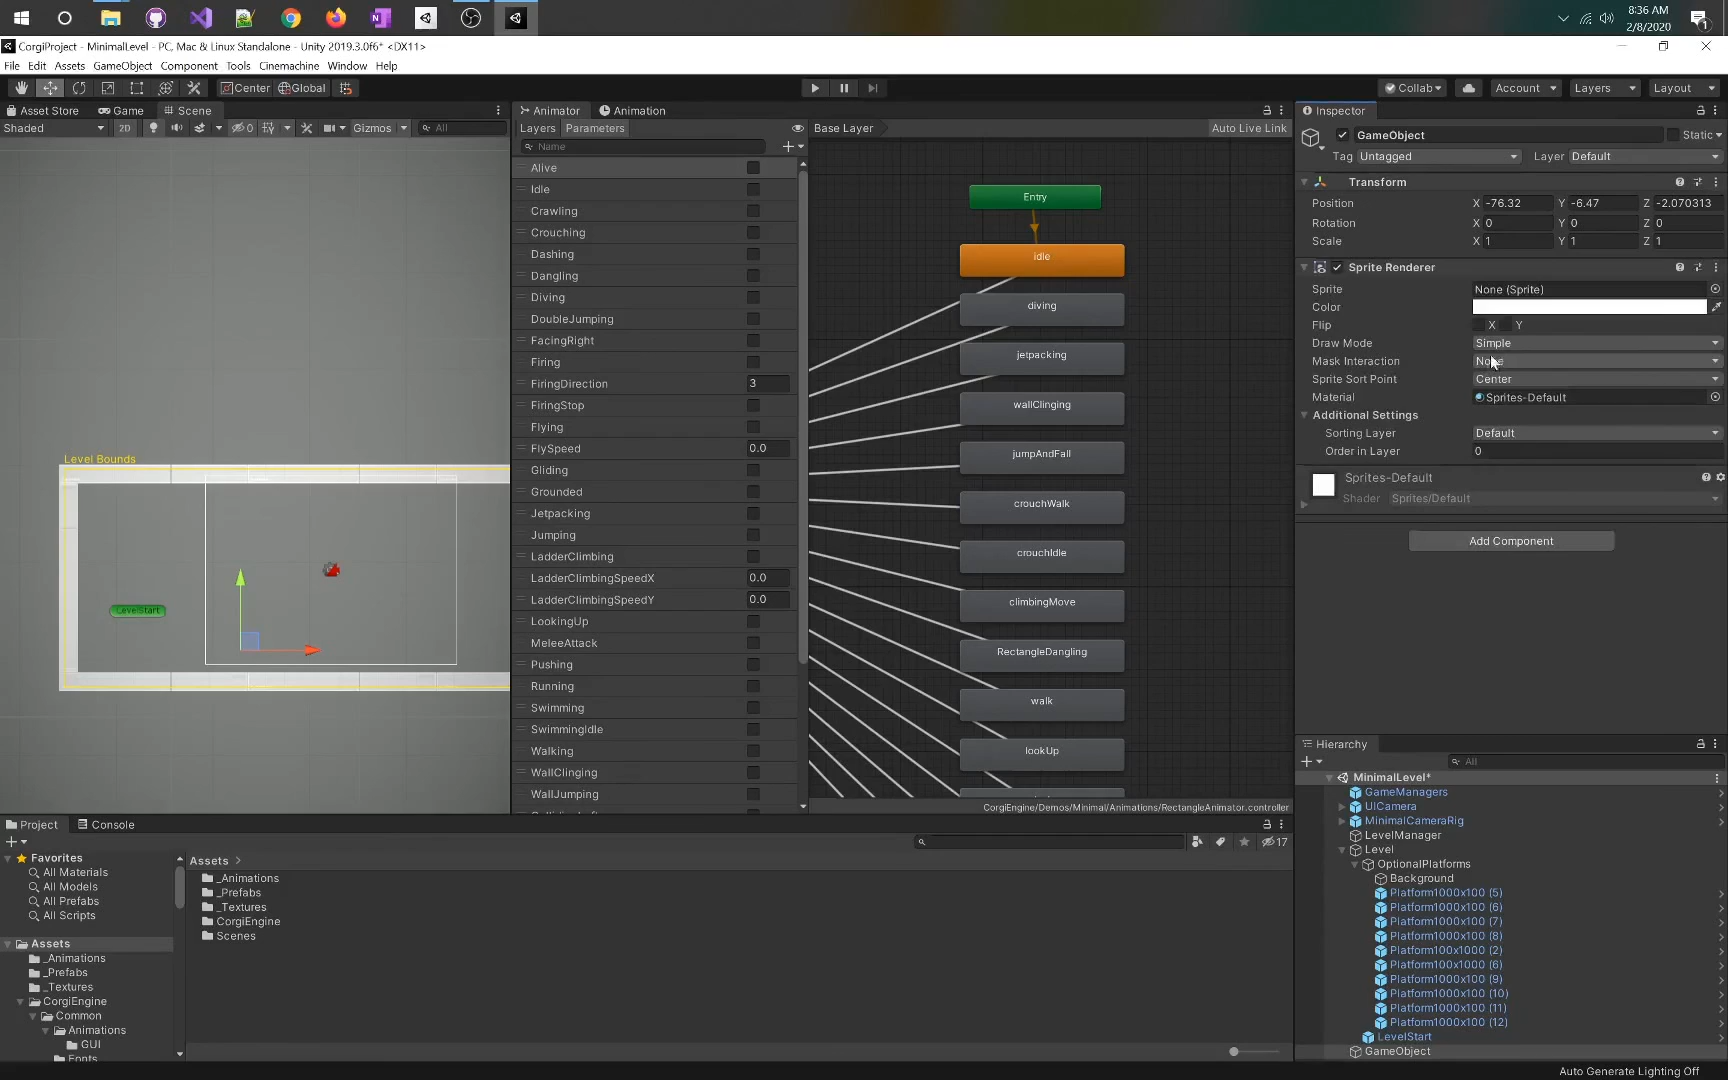 8:36 AM
2/8/2020
CorgiProject - MinimalLevel - PC, Mac & Linux Standalone - Unity 2019.3.0f6* <DX11>
File Edit Assets GameObject Component Tools Cinemachine Window Help
Center Global Collab Account Layers Layout
Asset Store Game Scene
Shaded 2D 0 Gizmos All
Animator Animation
Layers Parameters
Base Layer
Auto Live Link
Name
Alive
Idle
Crawling
Crouching
Dashing
Dangling
Diving
DoubleJumping
FacingRight
Firing
FiringDirection 3
FiringStop
Flying
FlySpeed 0.0
Gliding
Grounded
Jetpacking
Jumping
LadderClimbing
LadderClimbingSpeedX 0.0
LadderClimbingSpeedY 0.0
LookingUp
MeleeAttack
Pushing
Running
Swimming
SwimmingIdle
Walking
WallClinging
WallJumping
Level Bounds
LevelStart
Entry
idle
diving
jetpacking
wallClinging
jumpAndFall
crouchWalk
crouchIdle
climbingMove
RectangleDangling
walk
lookUp
CorgiEngine/Demos/Minimal/Animations/RectangleAnimator.controller
Inspector
GameObject Static
Tag Untagged Layer Default
Transform
Position X -76.32 Y -6.47 Z -2.070313
Rotation X 0 Y 0 Z 0
Scale X 1 Y 1 Z 1
Sprite Renderer
Sprite None (Sprite)
Color
Flip X Y
Draw Mode Simple
Mask Interaction None
Sprite Sort Point Center
Material Sprites-Default
Additional Settings
Sorting Layer Default
Order in Layer 0
Sprites-Default
Shader Sprites/Default
Add Component
Hierarchy
All
MinimalLevel*
GameManagers
UICamera
MinimalCameraRig
LevelManager
Level
OptionalPlatforms
Background
Platform1000x100 (5)
Platform1000x100 (6)
Platform1000x100 (7)
Platform1000x100 (8)
Platform100x1000 (2)
Platform100x1000 (6)
Platform1000x100 (9)
Platform1000x100 (10)
Platform1000x100 (11)
Platform1000x100 (12)
LevelStart
GameObject
Project Console
17
Favorites
All Materials
All Models
All Prefabs
All Scripts
Assets
_Animations
_Prefabs
_Textures
CorgiEngine
Common
Animations
GUI
Fonts
Assets >
_Animations
_Prefabs
_Textures
CorgiEngine
Scenes
Auto Generate Lighting Off